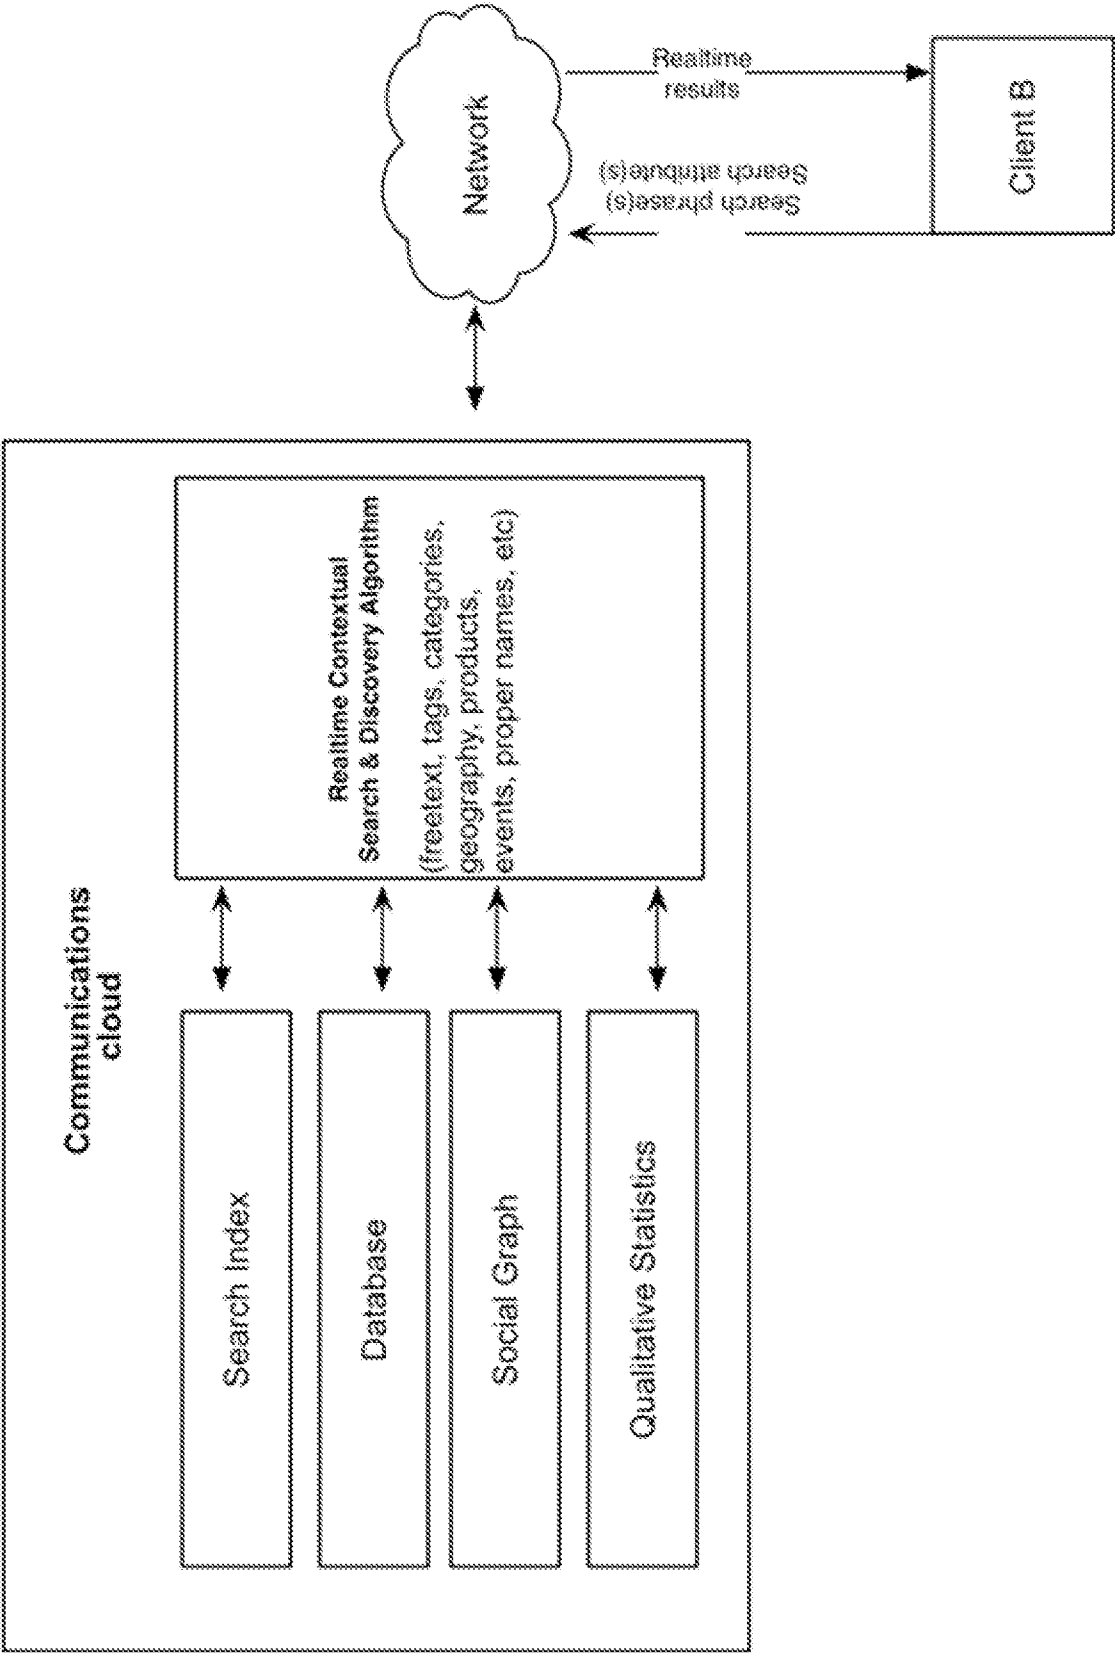 Communications
cloud
Search Index
Database
Social Graph
Qualitative Statistics
Realtime Contextual
Search & Discovery Algorithm
(freetext, tags, categories,
geography, products,
events, proper names, etc)
Network
Realtime
results
Search phrase(s)
Search attribute(s)
Client B